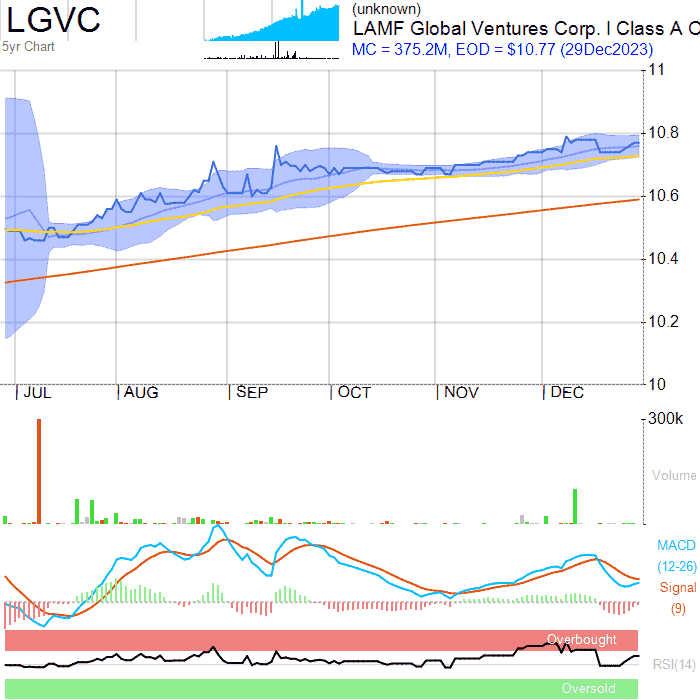 LGVC
5yr Chart
(unknown)
LAMF Global Ventures Corp. I Class A O
MC = 375.2M, EOD = $10.77 (29Dec2023)
11
10.8
10.6
10.4
10.2
10
JUL AUG SEP OCT NOV DEC
300k
Volume
MACD
(12-26)
Signal
(9)
Overbought
RSI(14)
Oversold